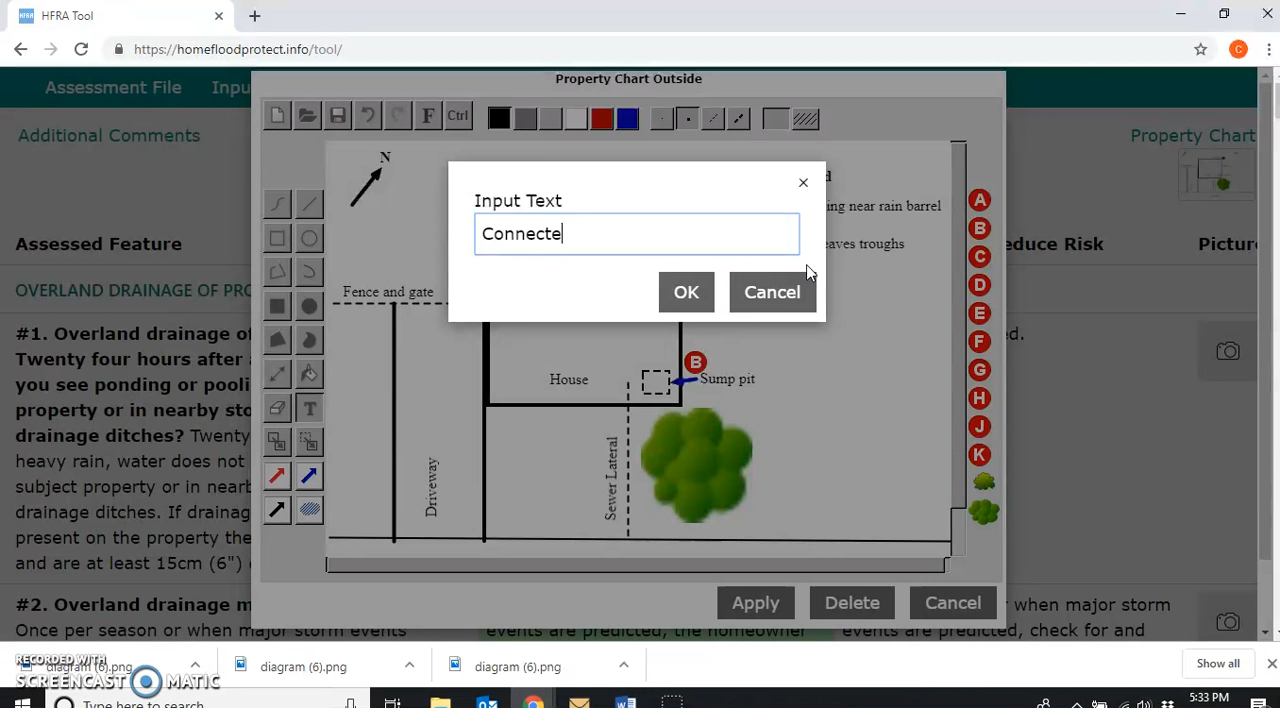 HFRA Tool
https://homefloodprotect.info/tool/
Property Chart Outside
Assessment File
Inpu
F
Ctrl
Additional Comments
Property Chart
N
d
Input Text
ing near rain barrel
A
Connecte
B
Assessed Feature
eaves troughs
educe Risk
Pictur
C
D
OK
Cancel
OVERLAND DRAINAGE OF PRO
Fence and gate
E
#1. Overland drainage of
ed.
F
Twenty four hours after a
B
G
you see ponding or pooli
House
Sump pit
property or in nearby sto
H
T
drainage ditches? Twenty
J
heavy rain, water does not
K
subject property or in nearb
Driveway
Sewer Lateral
drainage ditches. If drainag
present on the property the
and are at least 15cm (6")
Apply
Delete
Cancel
#2. Overland drainage m
when major storm
Once per season or when major storm events
events are predicted, the homeowner
events are predicted, check for and
RECORDED WITH
SCREENCAST MATIC
diagram (6).png
diagram (6).png
diagram (6).png
Show all
Type here to search
5:33 PM